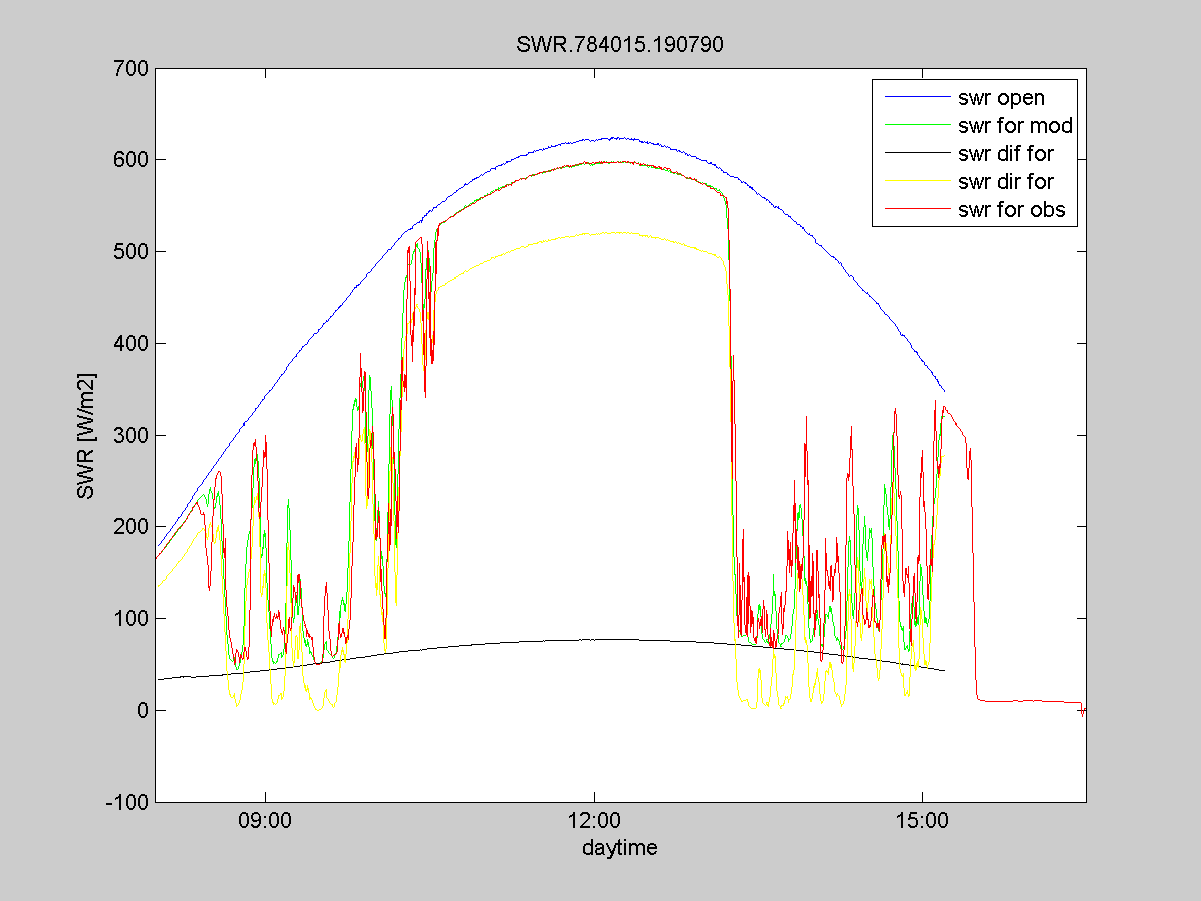 SWR.784015.190790
700
600
500
400
300
200
100
0
-100
SWR [W/m2]
09:00
12:00
15:00
daytime
swr open
swr for mod
swr dif for
swr dir for
swr for obs